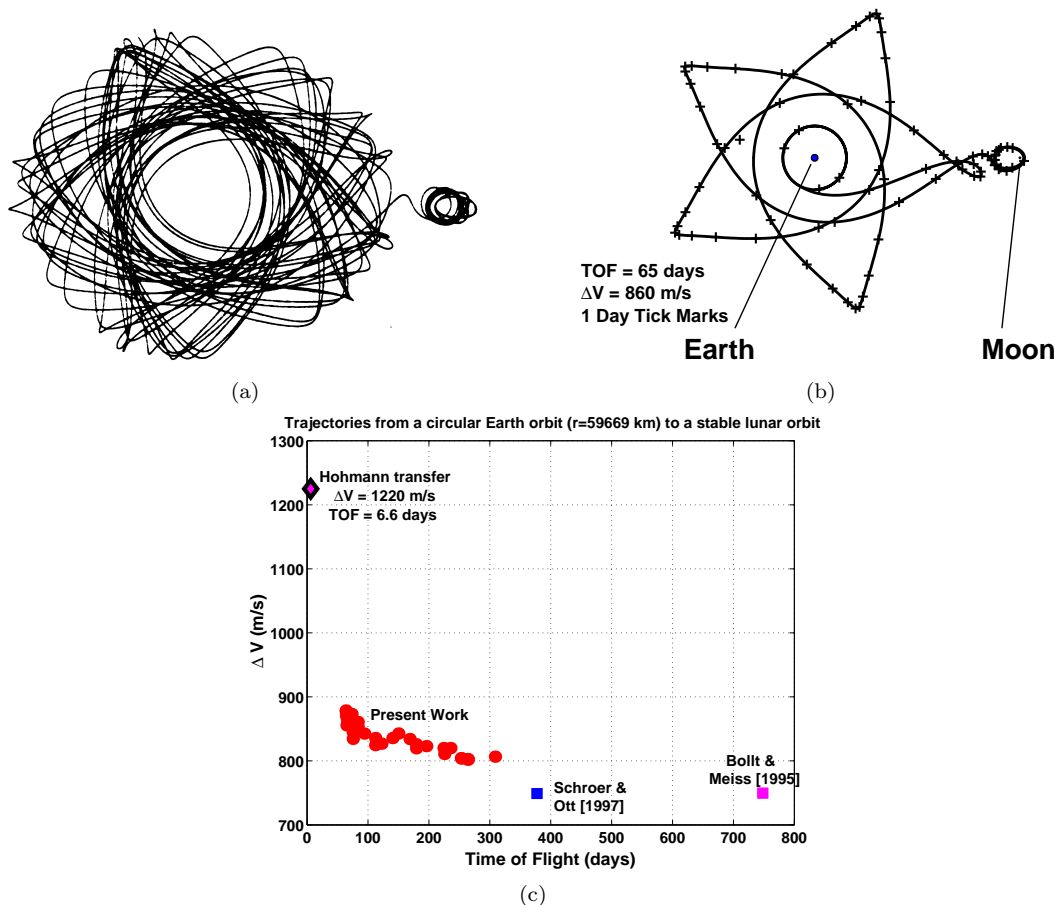 TOF = 65 days
ΔV = 860 m/s
1 Day Tick Marks
Earth
Moon
(a)
(b)
Trajectories from a circular Earth orbit (r=59669 km) to a stable lunar orbit
1300
1200
1100
1000
900
800
700
Δ V (m/s)
Hohmann transfer
ΔV = 1220 m/s
TOF = 6.6 days
Present Work
Schroer &
Ott [1997]
Bollt &
Meiss [1995]
0 100 200 300 400 500 600 700 800
Time of Flight (days)
(c)